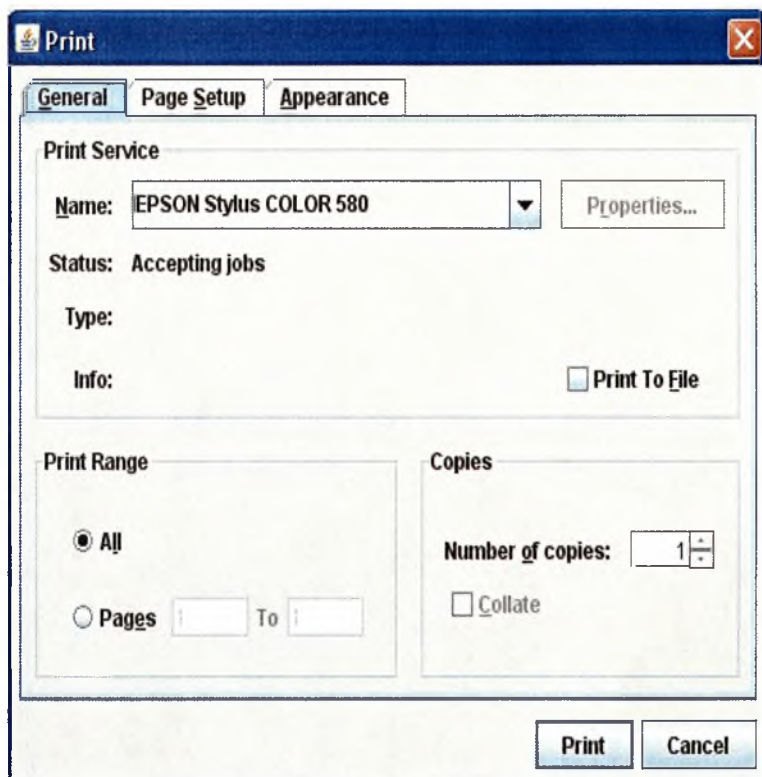 Print
General Page Setup Appearance
Print Service
Name: EPSON Stylus COLOR 580 Properties...
Status: Accepting jobs
Type:
Info: Print To File
Print Range
All
Pages To
Copies
Number of copies: 1
Collate
Print Cancel